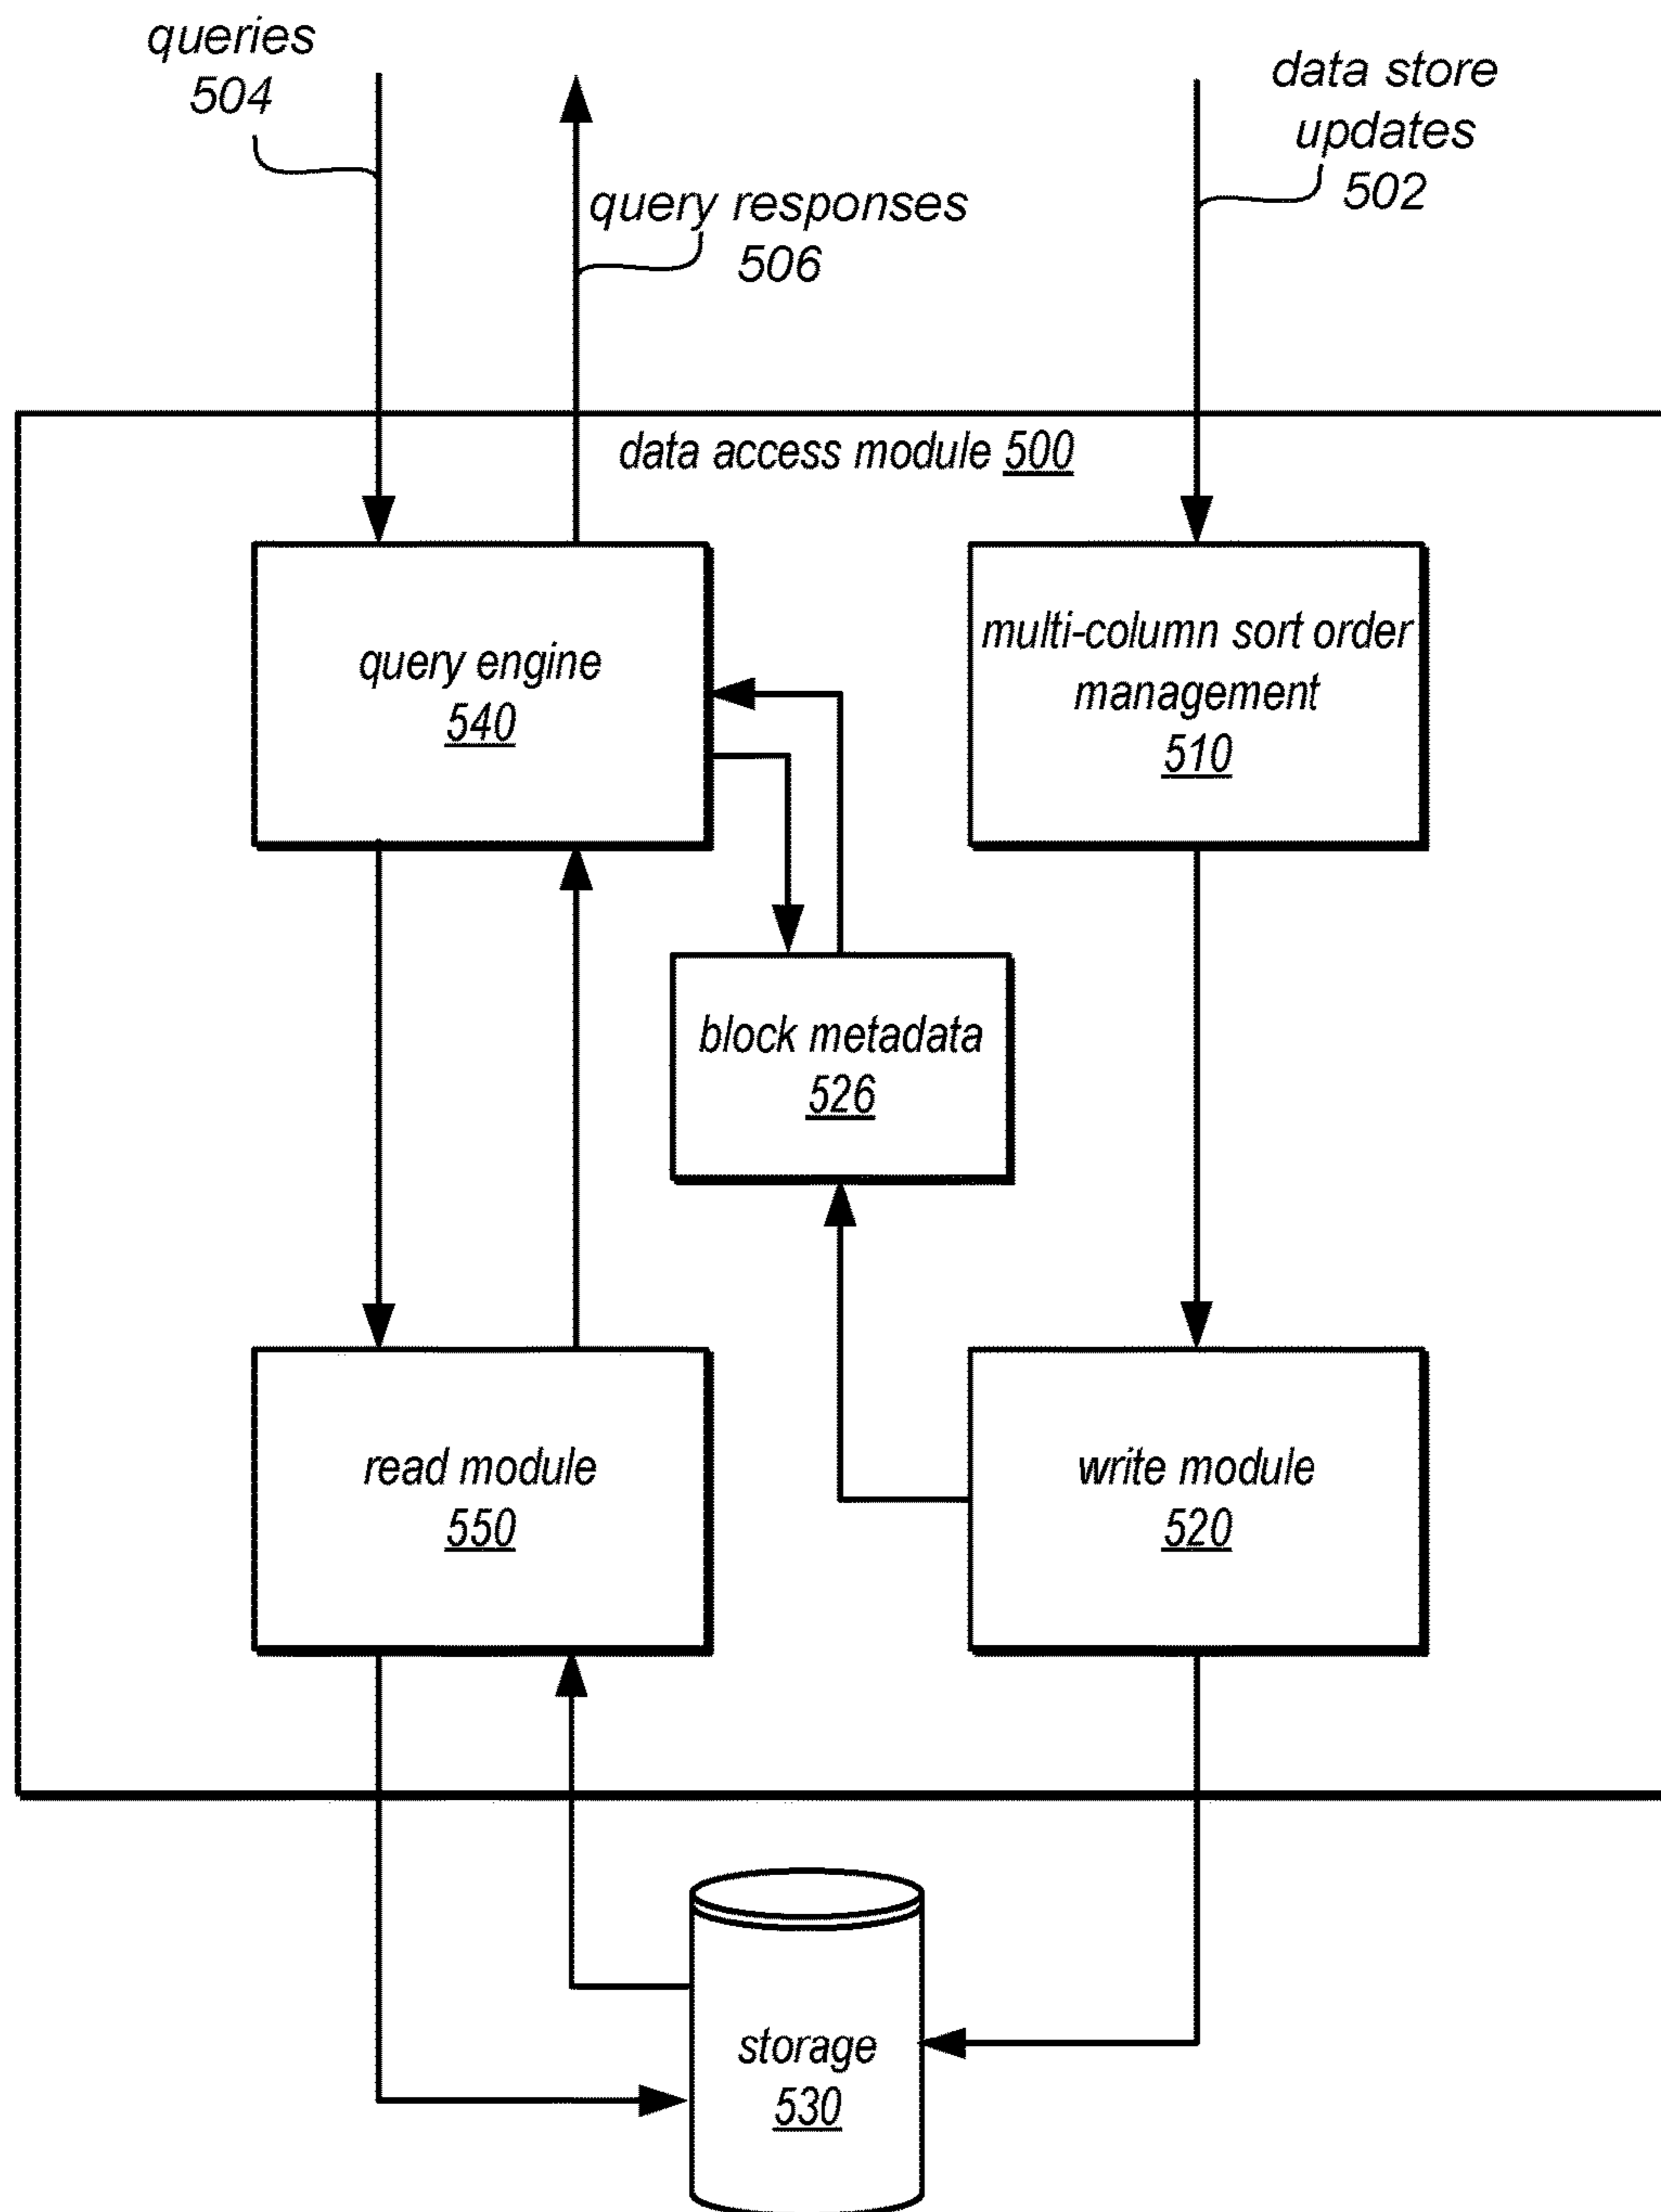 queries
504
data store
updates
502
query responses
506
data access module 500
query engine
540
multi-column sort order
management
510
block metadata
526
read module
550
write module
520
storage
530